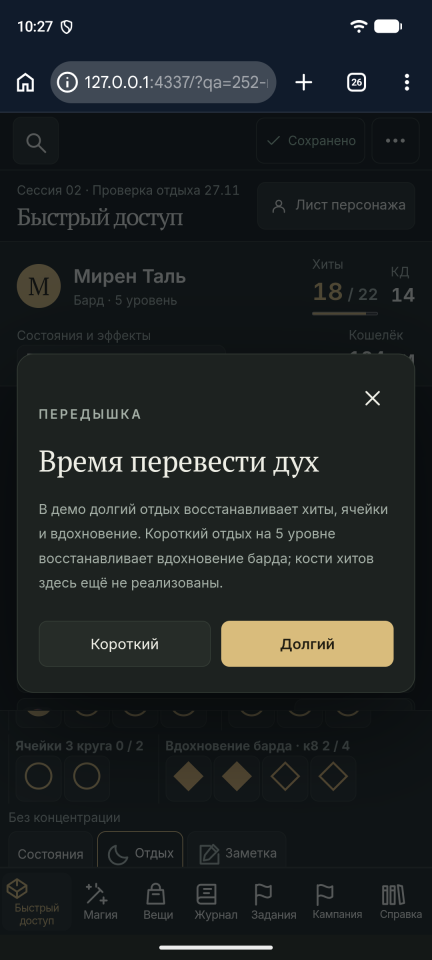 10:27
127.0.0.1:4337/?qa=252-
26
Сохранено
Сессия 02 · Проверка отдыха 27.11
Быстрый доступ
Лист персонажа
М
Мирен Таль
Бард · 5 уровень
Хиты
18 / 22
КД
14
Состояния и эффекты
Кошелёк
ПЕРЕДЫШКА
Время перевести дух
В демо долгий отдых восстанавливает хиты, ячейки
и вдохновение. Короткий отдых на 5 уровне
восстанавливает вдохновение барда; кости хитов
здесь ещё не реализованы.
Короткий
Долгий
Ячейки 3 круга 0 / 2
Вдохновение барда · к8 2 / 4
Без концентрации
Состояния
Отдых
Заметка
Быстрый
доступ
Магия
Вещи
Журнал
Задания
Кампания
Справка